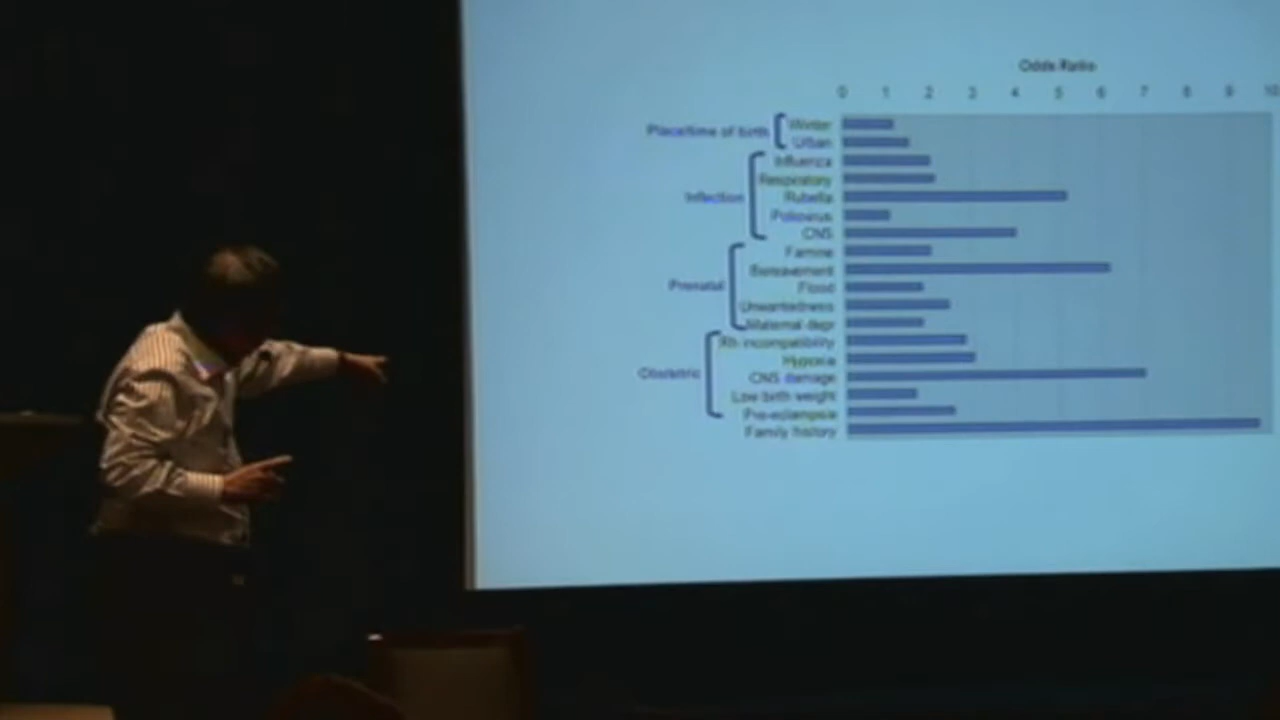 Odds Ratio
0 1 2 3 4 5 6 7 8 9 10
Place/time of birth
Winter
Urban
Infection
Influenza
Respiratory
Rubella
Poliovirus
CNS
Prenatal
Famine
Bereavement
Flood
Unwantedness
Maternal depr
Obstetric
Rh incompatibility
Hypoxia
CNS damage
Low birth weight
Pre-eclampsia
Family history